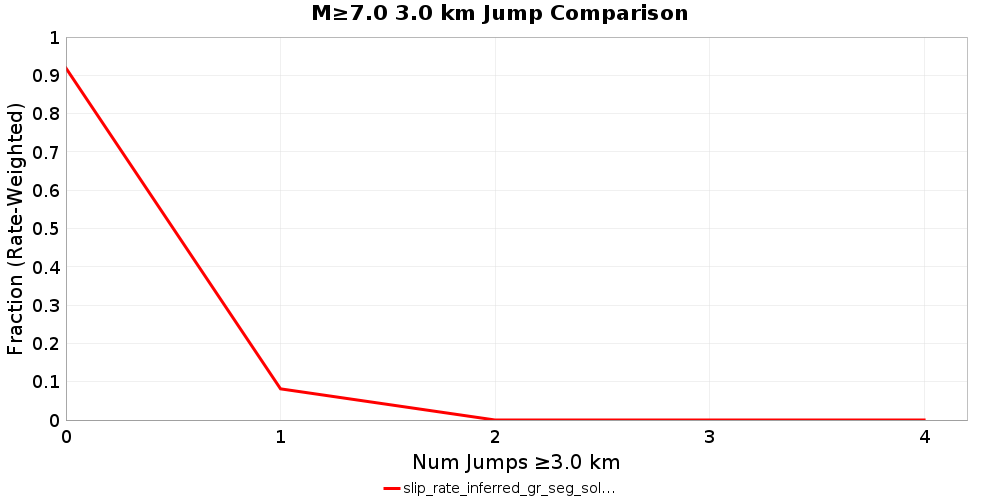 M≥7.0 3.0 km Jump Comparison
Fraction (Rate-Weighted)
1
0.9
0.8
0.7
0.6
0.5
0.4
0.3
0.2
0.1
0
0 1 2 3 4
Num Jumps ≥3.0 km
slip_rate_inferred_gr_seg_sol...